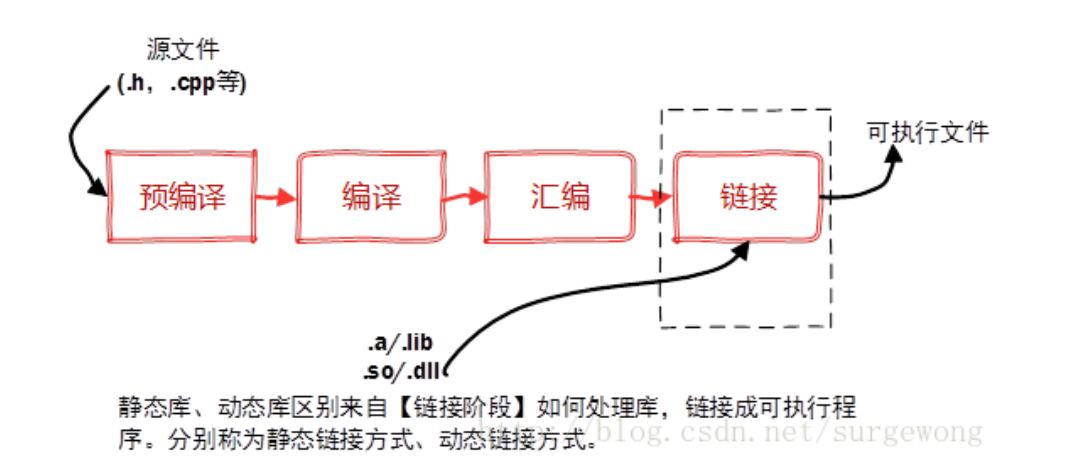 源文件
(.h，.cpp等)
可执行文件
预编译
编译
汇编
链接
.a/.lib
.so/.dll
静态库、动态库区别来自【链接阶段】如何处理库，链接成可执行程
序。分别称为静态链接方式、动态链接方式。
http://blog.csdn.net/surgewong